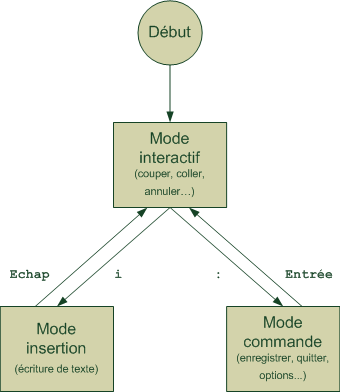 Début
Mode
interactif
(couper, coller,
annuler...)
Echap i : Entrée
Mode
insertion
(écriture de texte)
Mode
commande
(enregistrer, quitter,
options...)